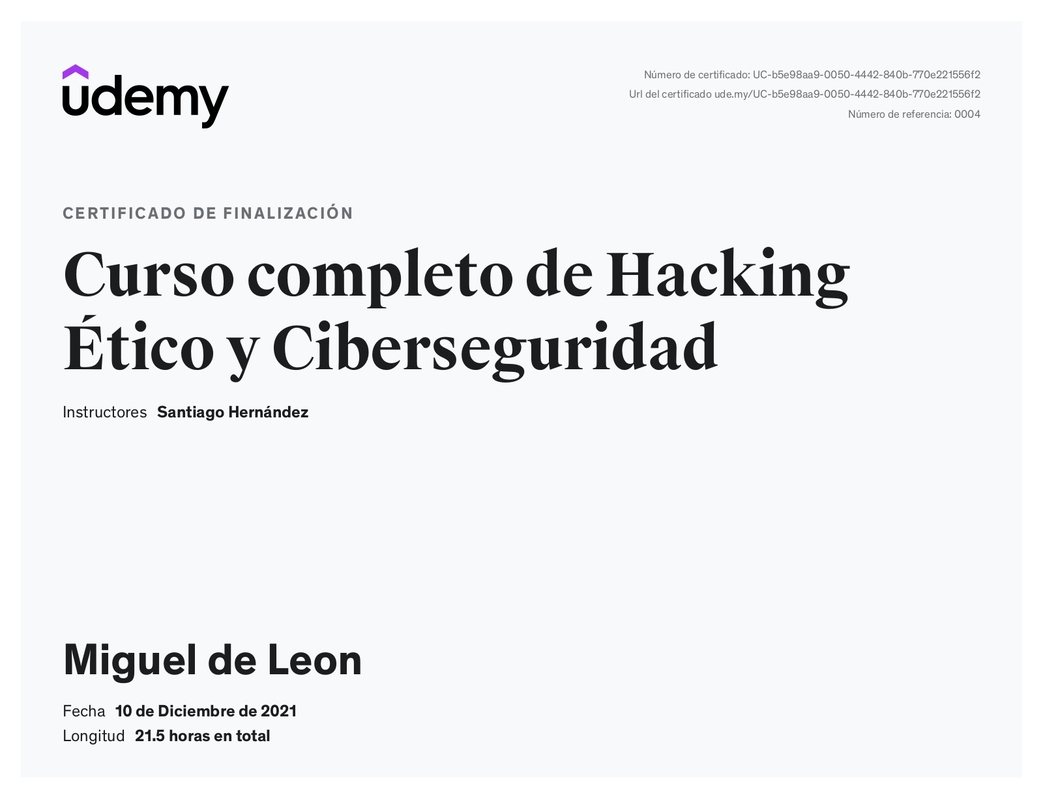 udemy
Número de certificado: UC-b5e98aa9-0050-4442-840b-770e221556f2
Url del certificado ude.my/UC-b5e98aa9-0050-4442-840b-770e221556f2
Número de referencia: 0004
CERTIFICADO DE FINALIZACIÓN
Curso completo de Hacking
Ético y Ciberseguridad
Instructores Santiago Hernández
Miguel de Leon
Fecha 10 de Diciembre de 2021
Longitud 21.5 horas en total